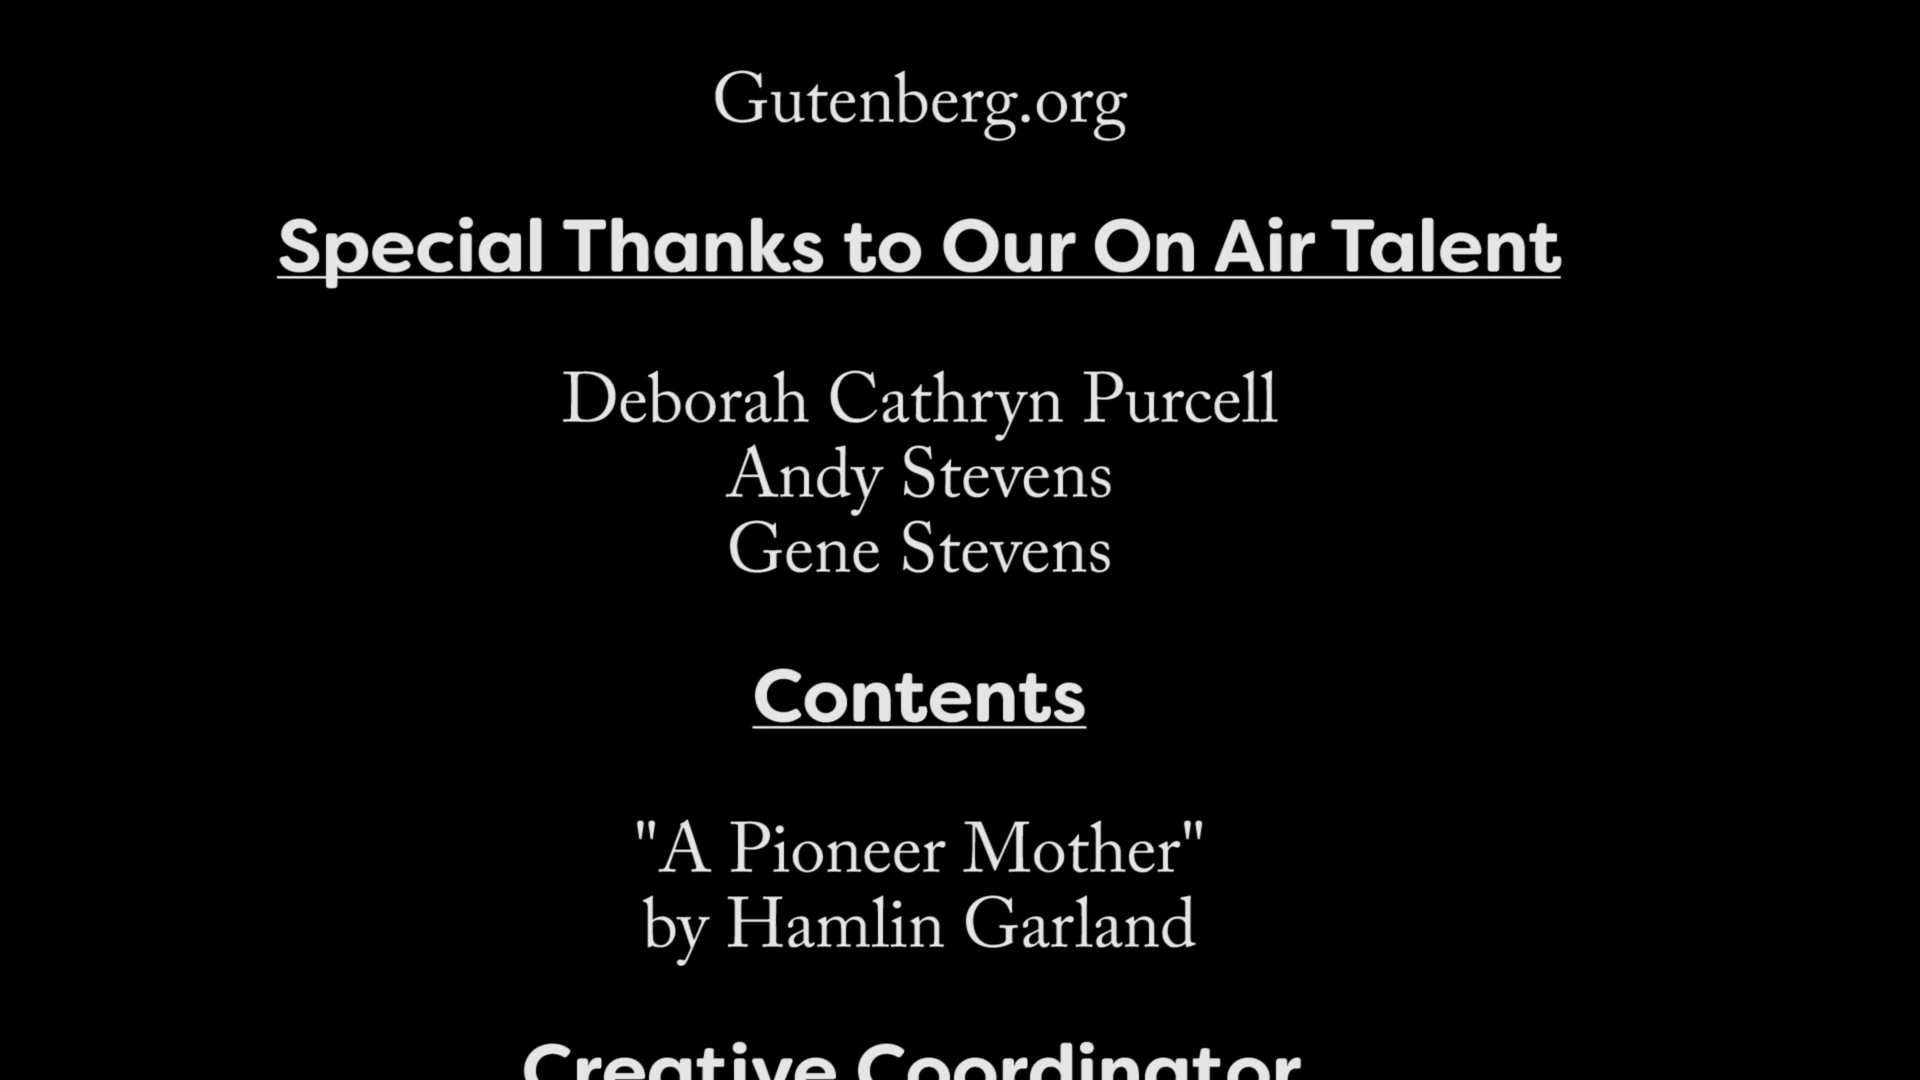 Gutenberg.org
Special Thanks to Our On Air Talent
Deborah Cathryn Purcell
Andy Stevens
Gene Stevens
Contents
"A Pioneer Mother"
by Hamlin Garland
Creative Coordinator